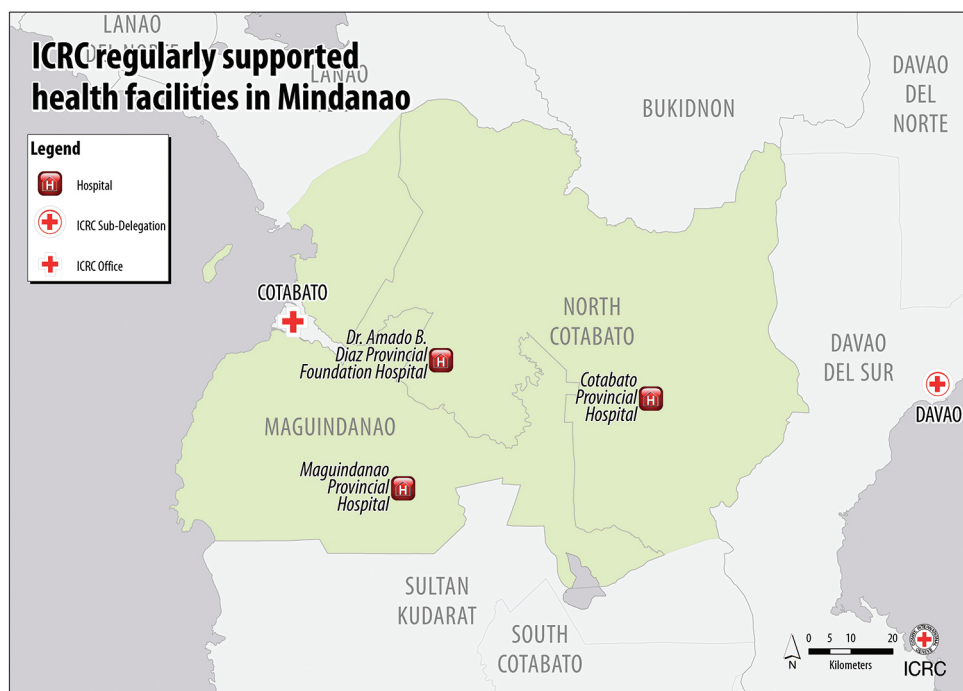 ICRC regularly supported
health facilities in Mindanao
LANAO
DEL NORTE
LANAO
BUKIDNON
DAVAO
DEL
NORTE
Legend
H
Hospital
ICRC Sub-Delegation
ICRC Office
COTABATO
NORTH
COTABATO
Dr. Amado B.
Diaz Provincial
Foundation Hospital
H
Cotabato
Provincial
Hospital
H
DAVAO
DEL SUR
DAVAO
MAGUINDANAO
Maguindanao
Provincial
Hospital
H
SULTAN
KUDARAT
SOUTH
COTABATO
N
0 5 10 20
Kilometers
ICRC